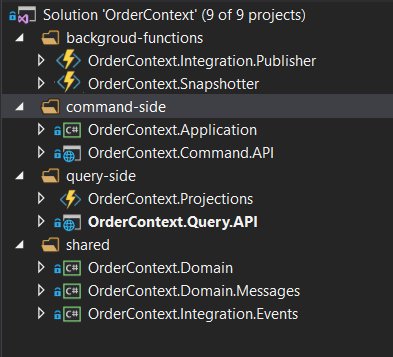 Solution 'OrderContext' (9 of 9 projects)
backgroud-functions
OrderContext.Integration.Publisher
OrderContext.Snapshotter
command-side
C# OrderContext.Application
OrderContext.Command.API
query-side
OrderContext.Projections
OrderContext.Query.API
shared
C# OrderContext.Domain
C# OrderContext.Domain.Messages
C# OrderContext.Integration.Events